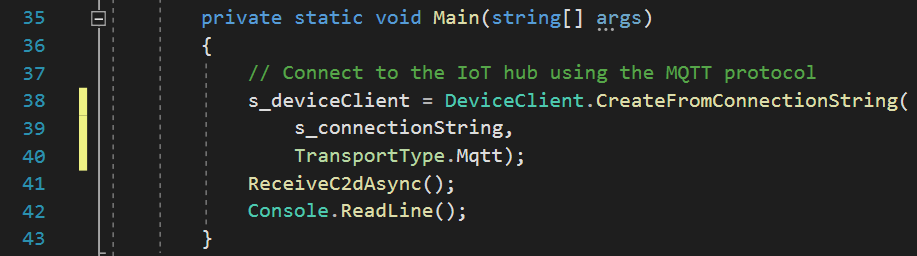 35 private static void Main(string[] args)
36 {
37 // Connect to the IoT hub using the MQTT protocol
38 s_deviceClient = DeviceClient.CreateFromConnectionString(
39 s_connectionString,
40 TransportType.Mqtt);
41 ReceiveC2dAsync();
42 Console.ReadLine();
43 }